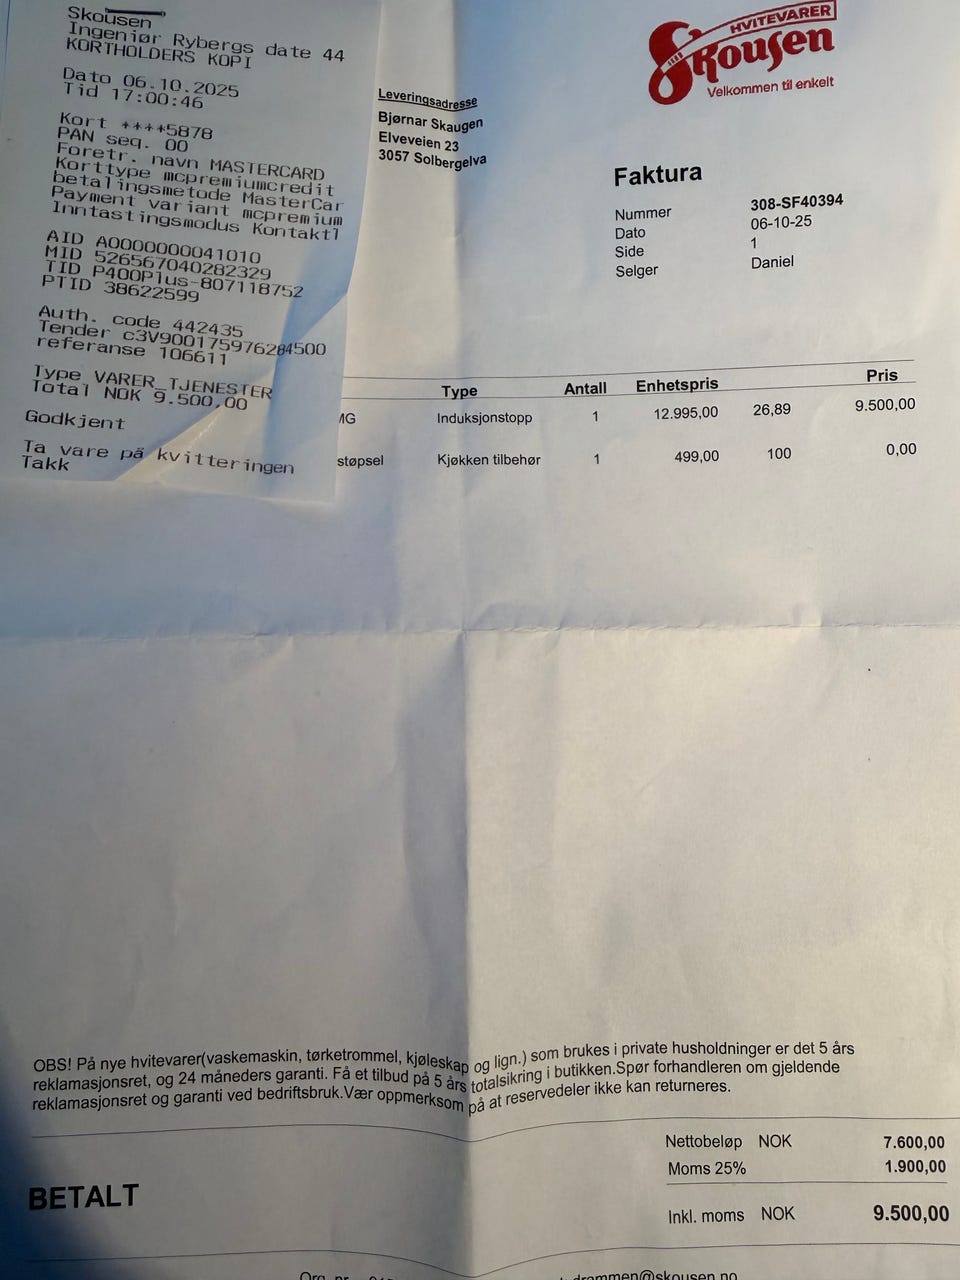 Skousen
Ingeniør Rybergs date 44
KORTHOLDERS KOPI
Dato 06.10.2025
Tid 17:00:46
Kort ****5878
PAN seq. 00
Foretr. navn MASTERCARD
Korttype mcpremiumcredit
betalingsmetode MasterCar
Payment variant mcpremium
Inntastingsmodus Kontaktl
AID A0000000041010
MID 526567040282329
TID P400Plus-807118752
PTID 38622599
Auth. code 442435
Tender c3V900175976284500
referanse 106611
Type VARER_TJENESTER
Total NOK 9.500,00
Godkjent
Ta vare på kvitteringen
Takk
HVITEVARER
Skousen
Velkommen til enkelt
Leveringsadresse
Bjørnar Skaugen
Elveveien 23
3057 Solbergelva
Faktura
Nummer 308-SF40394
Dato 06-10-25
Side 1
Selger Daniel
Type Antall Enhetspris Pris
MG Induksjonstopp 1 12.995,00 26,89 9.500,00
støpsel Kjøkken tilbehør 1 499,00 100 0,00
OBS! På nye hvitevarer(vaskemaskin, tørketrommel, kjøleskap og lign.) som brukes i private husholdninger er det 5 års
reklamasjonsret, og 24 måneders garanti. Få et tilbud på 5 års totalsikring i butikken.Spør forhandleren om gjeldende
reklamasjonsret og garanti ved bedriftsbruk.Vær oppmerksom på at reservedeler ikke kan returneres.
Nettobeløp NOK 7.600,00
Moms 25% 1.900,00
BETALT
Inkl. moms NOK 9.500,00
Org. nr. drammen@skousen.no